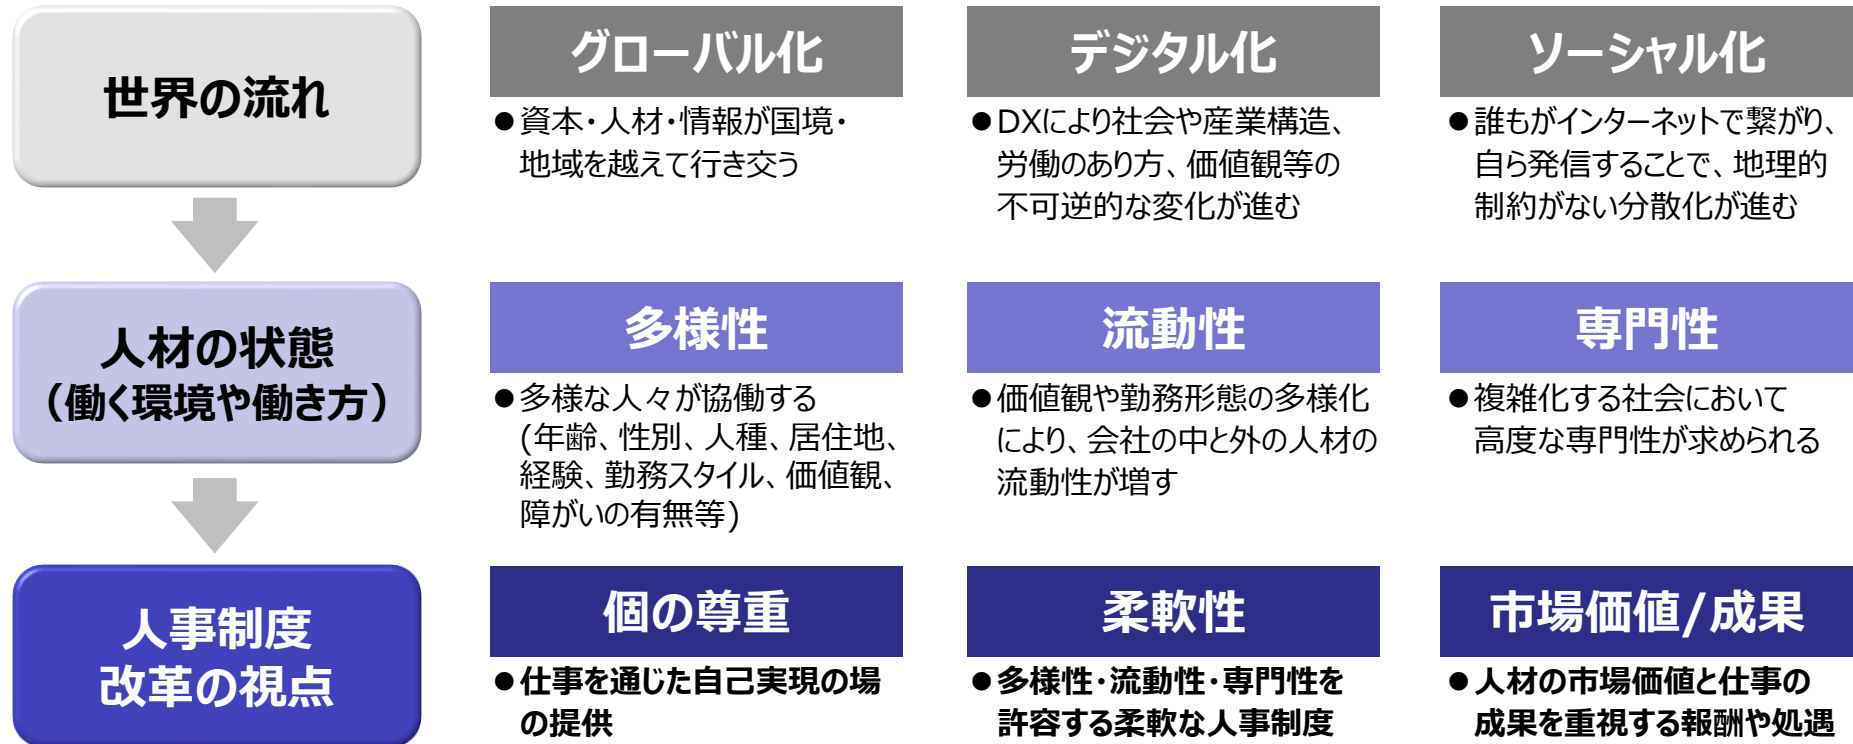 世界の流れ
グローバル化
●資本・人材・情報が国境・
地域を越えて行き交う
デジタル化
●DXにより社会や産業構造、
労働のあり方、価値観等の
不可逆的な変化が進む
ソーシャル化
●誰もがインターネットで繋がり、
自ら発信することで、地理的
制約がない分散化が進む
人材の状態
（働く環境や働き方）
多様性
●多様な人々が協働する
(年齢、性別、人種、居住地、
経験、勤務スタイル、価値観、
障がいの有無等)
流動性
●価値観や勤務形態の多様化
により、会社の中と外の人材の
流動性が増す
専門性
●複雑化する社会において
高度な専門性が求められる
人事制度
改革の視点
個の尊重
●仕事を通じた自己実現の場
の提供
柔軟性
●多様性・流動性・専門性を
許容する柔軟な人事制度
市場価値/成果
●人材の市場価値と仕事の
成果を重視する報酬や処遇